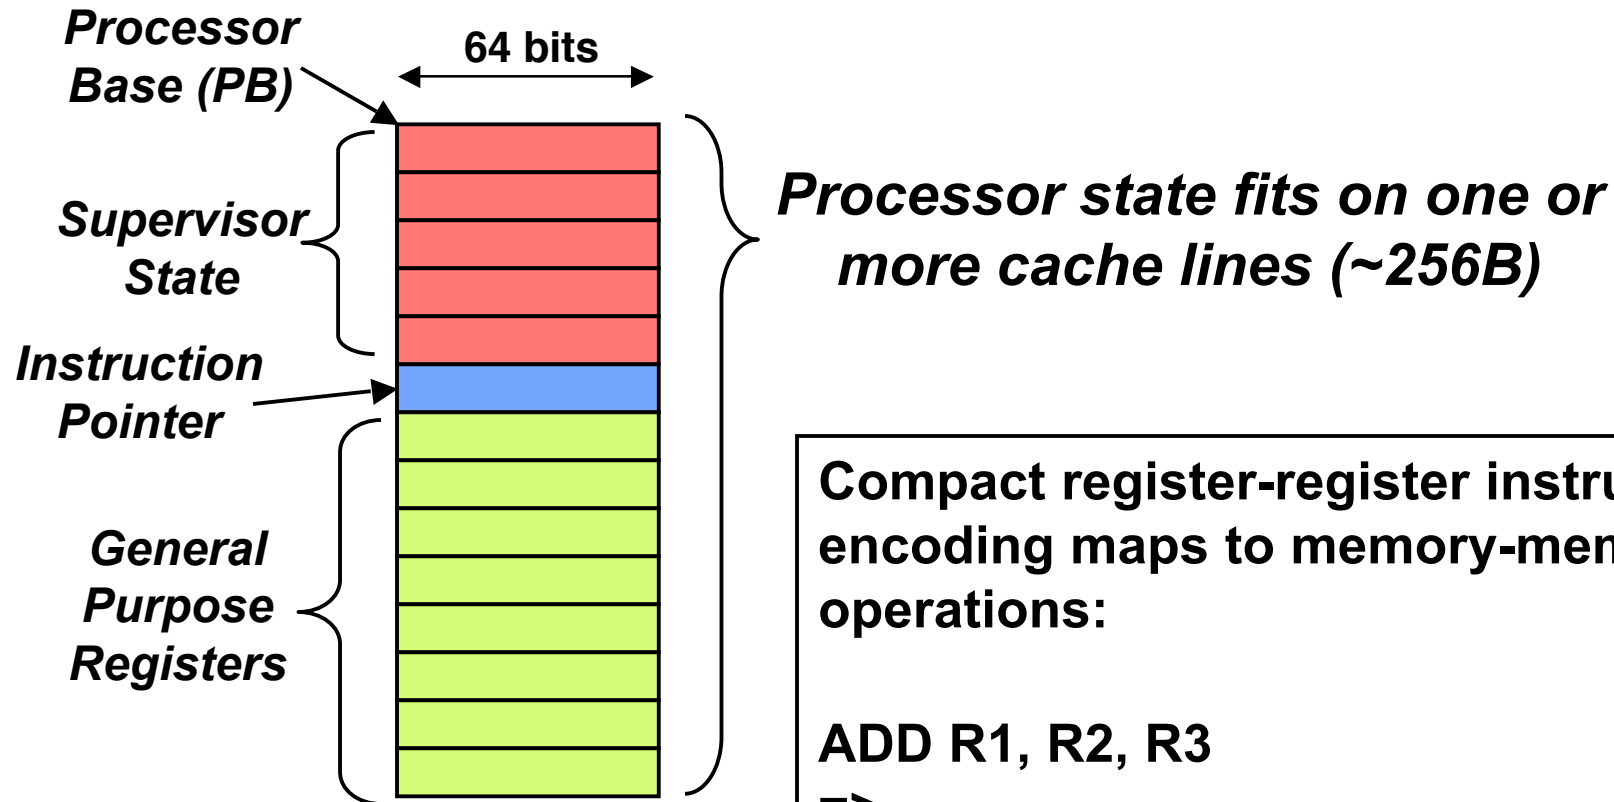 Processor
Base (PB)
64 bits
Supervisor
State
Processor state fits on one or
more cache lines (~256B)
Instruction
Pointer
General
Purpose
Registers
Compact register-register
encoding maps to
operations:
ADD R1, R2, R3